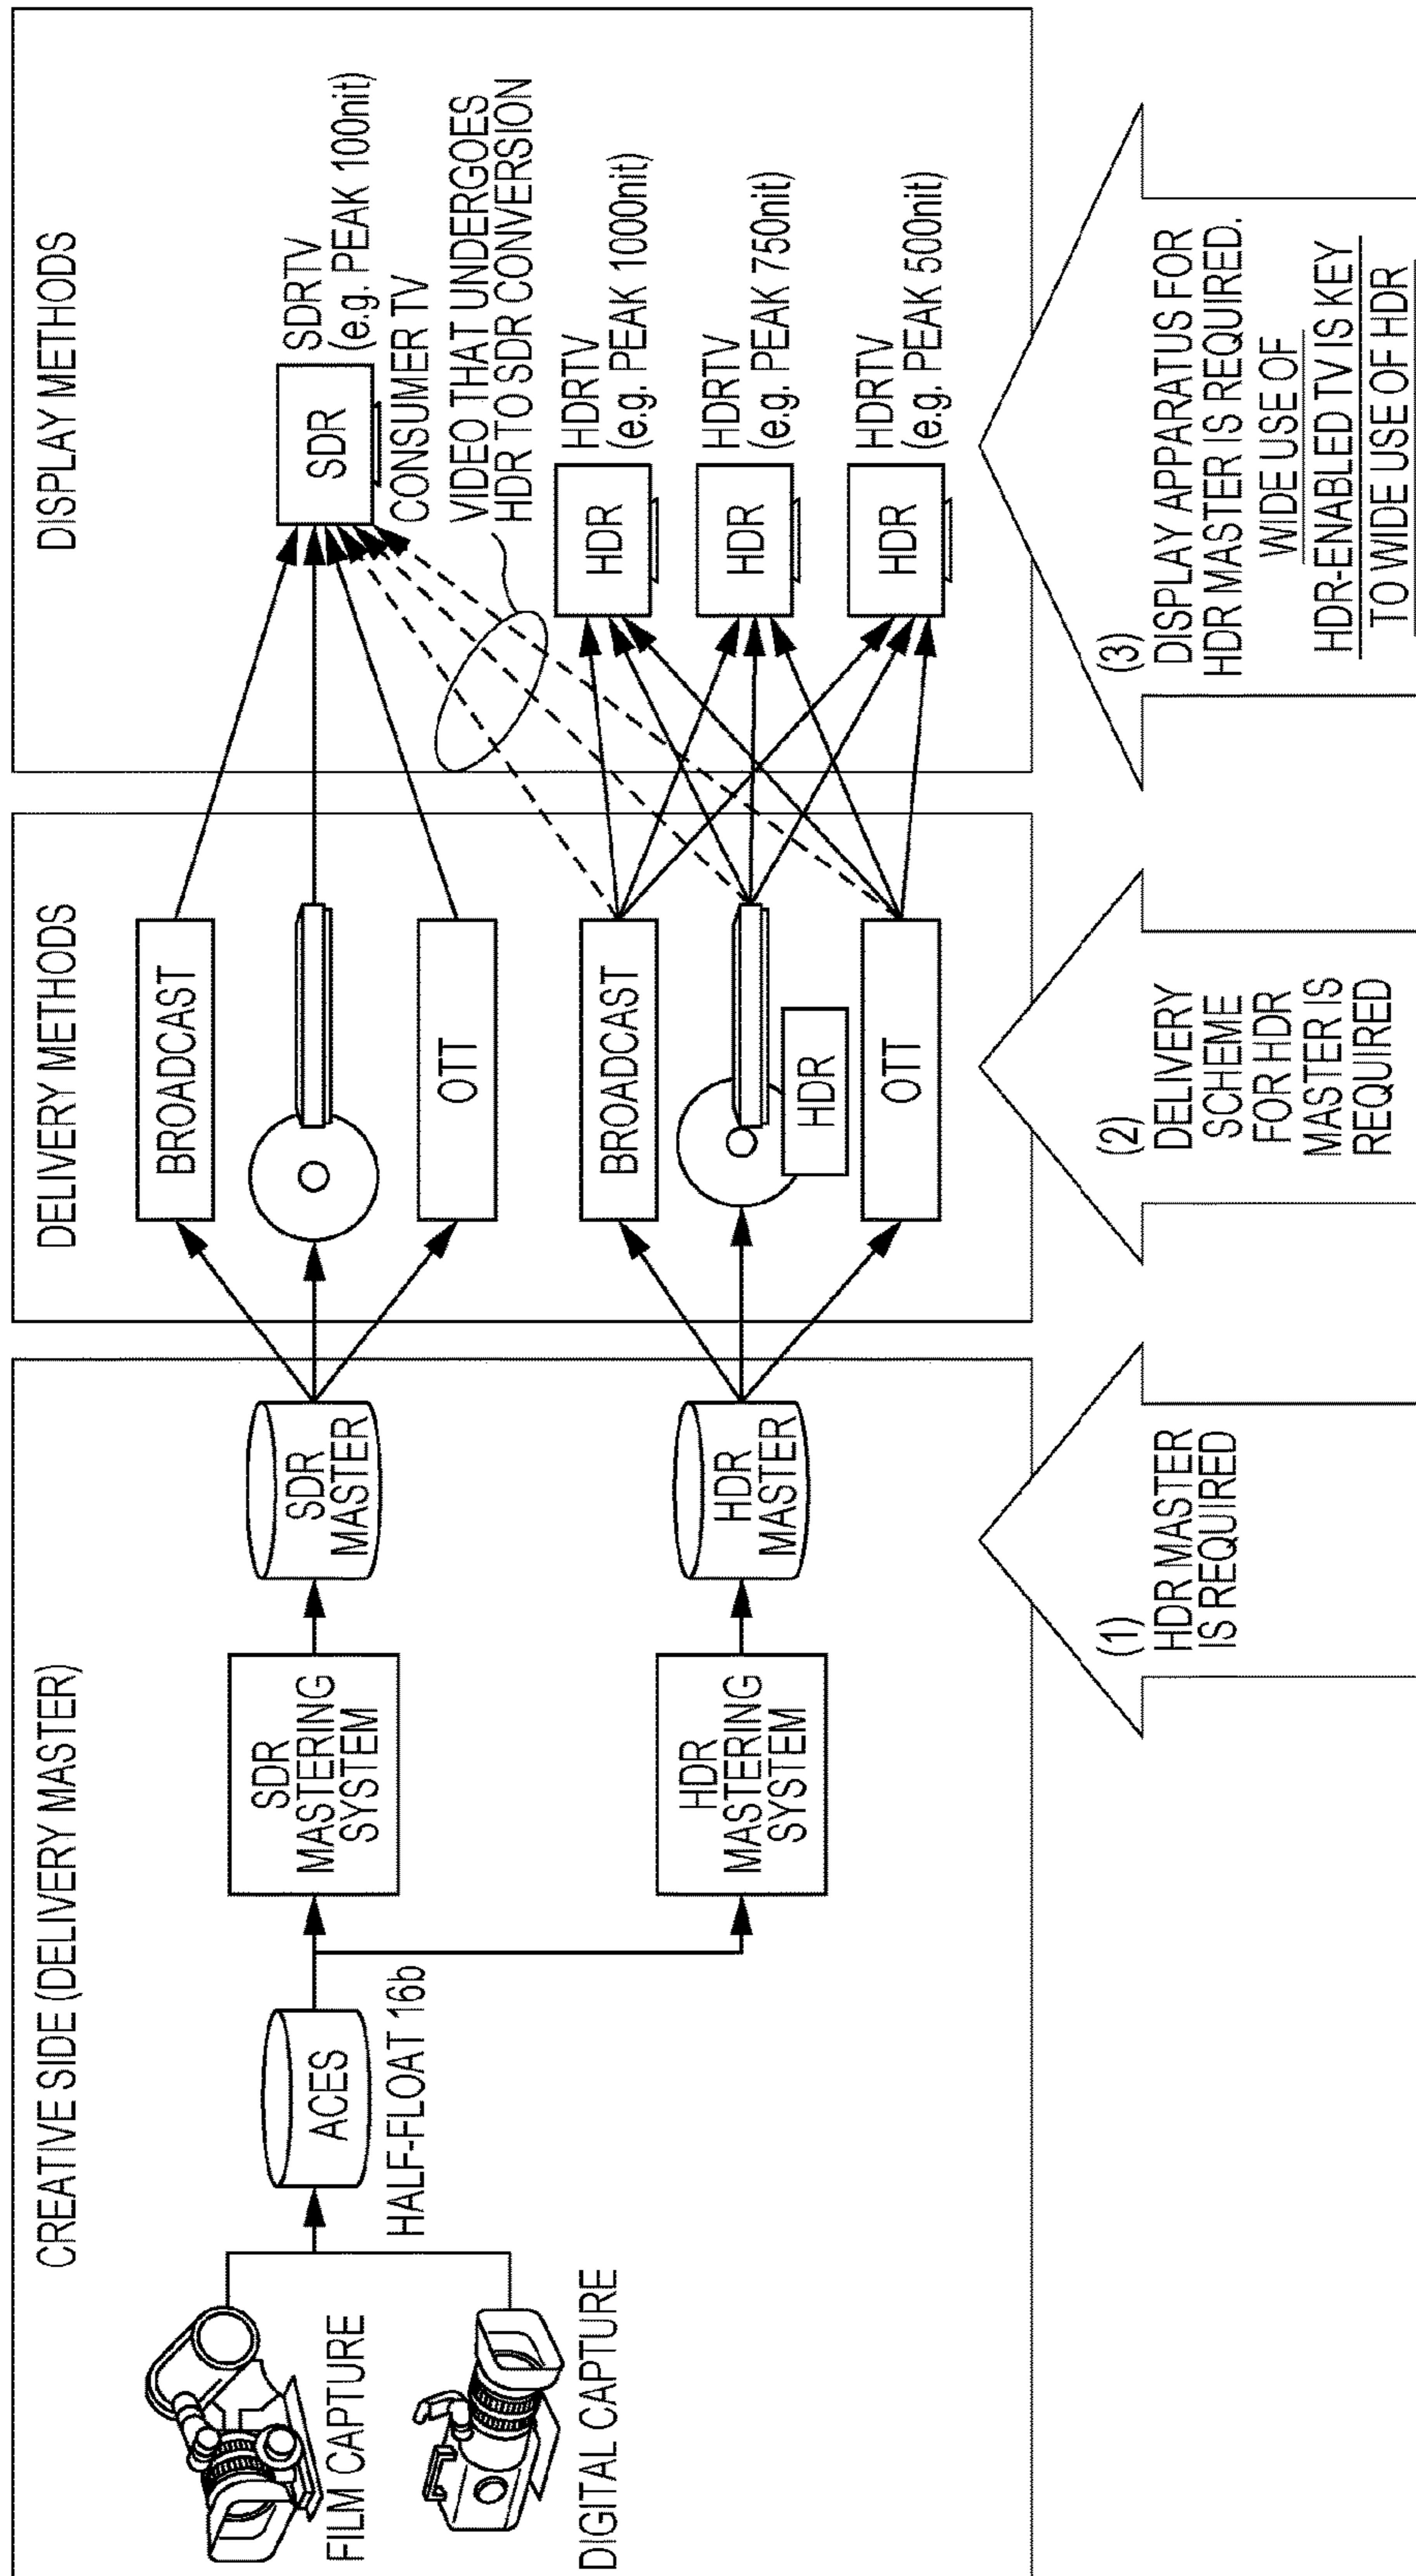 CREATIVE SIDE (DELIVERY MASTER)
FILM CAPTURE
DIGITAL CAPTURE
ACES
HALF-FLOAT 16b
SDR
MASTERING
SYSTEM
HDR
MASTERING
SYSTEM
SDR
MASTER
HDR
MASTER
DELIVERY METHODS
BROADCAST
OTT
BROADCAST
HDR
OTT
DISPLAY METHODS
SDR
SDRTV
(e.g. PEAK 100nit)
CONSUMER TV
VIDEO THAT UNDERGOES
HDR TO SDR CONVERSION
HDR
HDRTV
(e.g. PEAK 1000nit)
HDR
HDRTV
(e.g. PEAK 750nit)
HDR
HDRTV
(e.g. PEAK 500nit)
(1)
HDR MASTER
IS REQUIRED
(2)
DELIVERY
SCHEME
FOR HDR
MASTER IS
REQUIRED
(3)
DISPLAY APPARATUS FOR
HDR MASTER IS REQUIRED.
WIDE USE OF
HDR-ENABLED TV IS KEY
TO WIDE USE OF HDR